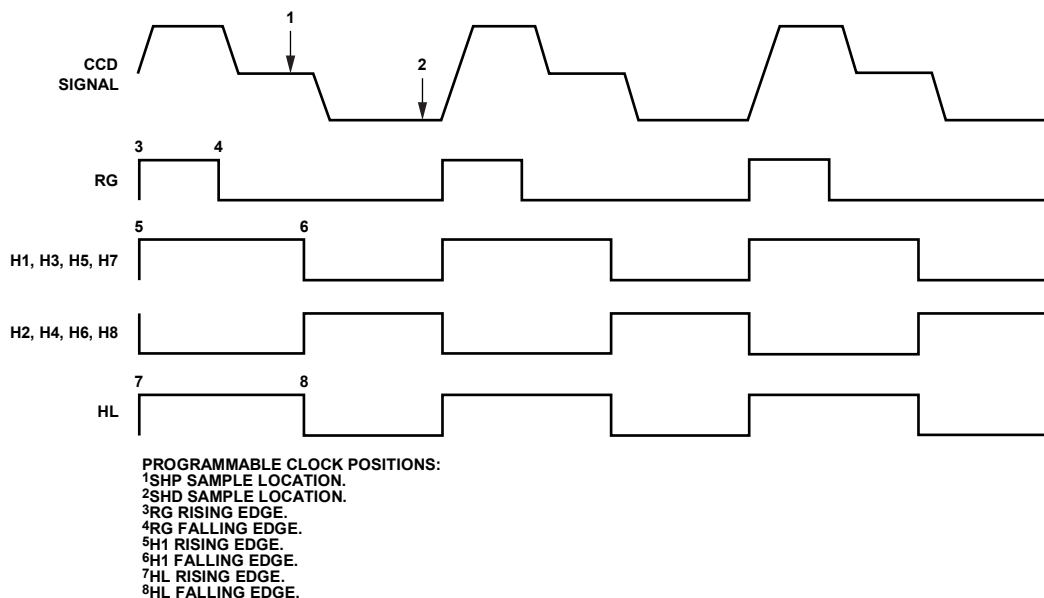 1
CCD
SIGNAL
2
3
4
RG
5
6
H1, H3, H5, H7
H2, H4, H6, H8
7
8
HL
PROGRAMMABLE CLOCK POSITIONS:
1SHP SAMPLE LOCATION.
2SHD SAMPLE LOCATION.
3RG RISING EDGE.
4RG FALLING EDGE.
5H1 RISING EDGE.
6H1 FALLING EDGE.
7HL RISING EDGE.
8HL FALLING EDGE.